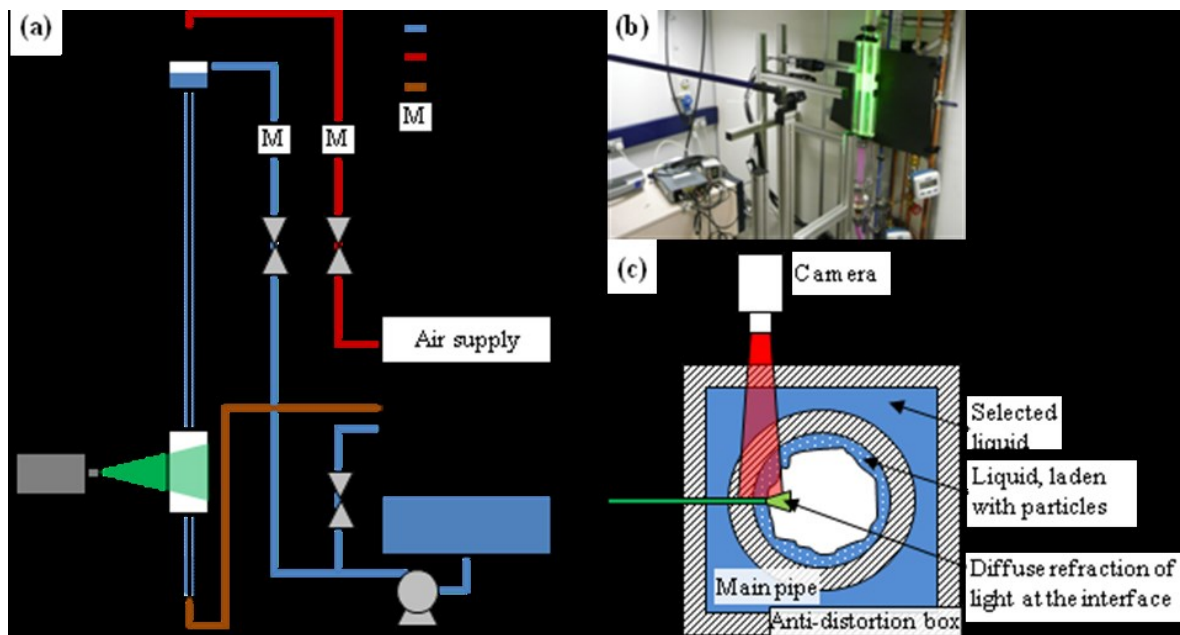 (a)
M
M
M
Air supply
(b)
(c)
Camera
Selected
liquid
Liquid, laden
with particles
Diffuse refraction of
light at the interface
Main pipe
Anti-distortion box